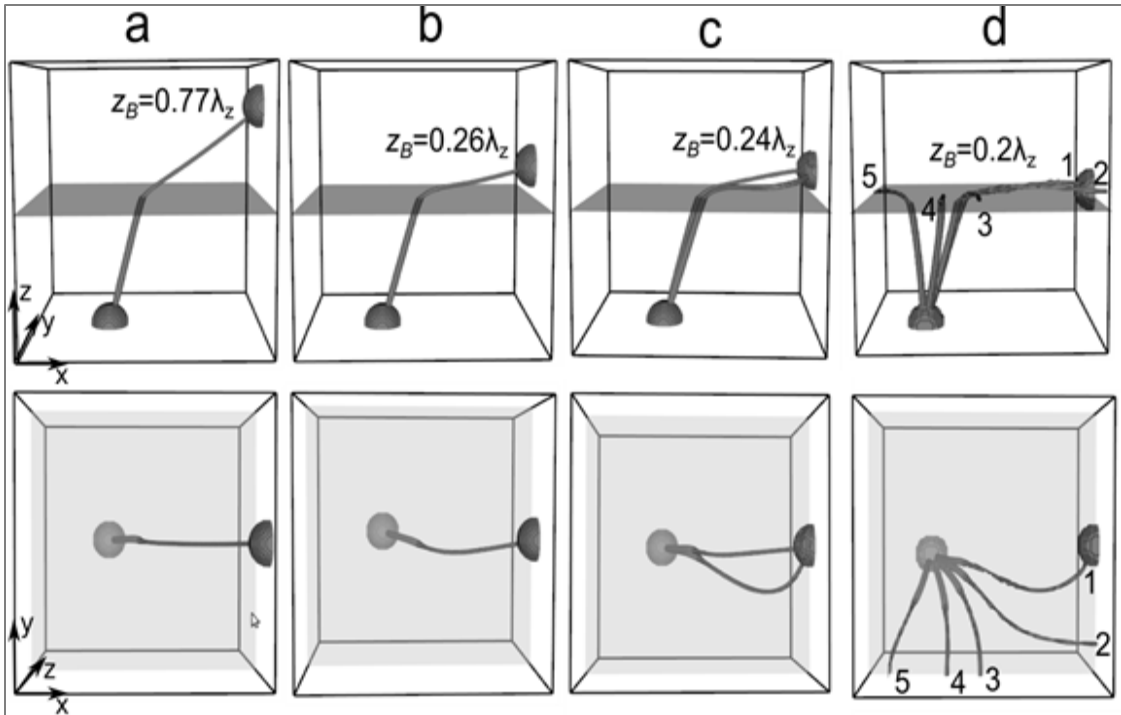 a
b
c
d
z_B=0.77λ_z
z_B=0.26λ_z
z_B=0.24λ_z
z_B=0.2λ_z
1
2
5
4
3
z
y
x
y
z
x
1
2
5
4
3